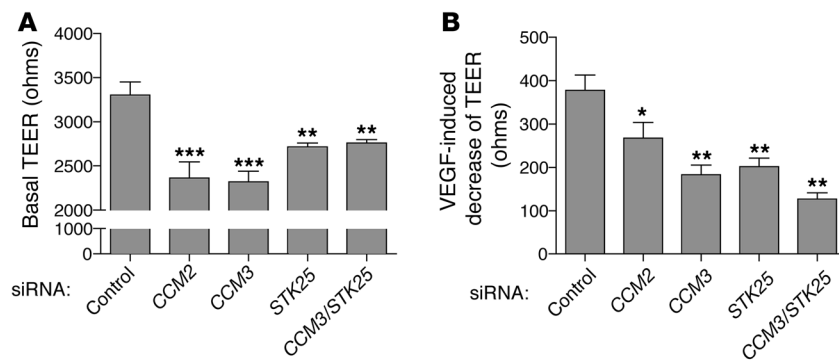 A
Basal TEER (ohms)
4000
3500
3000
2500
2000
1000
0
***
***
**
**
siRNA:
Control
CCM2
CCM3
STK25
CCM3/STK25
B
VEGF-induced
decrease of TEER
(ohms)
500
400
300
200
100
0
*
**
**
**
siRNA:
Control
CCM2
CCM3
STK25
CCM3/STK25